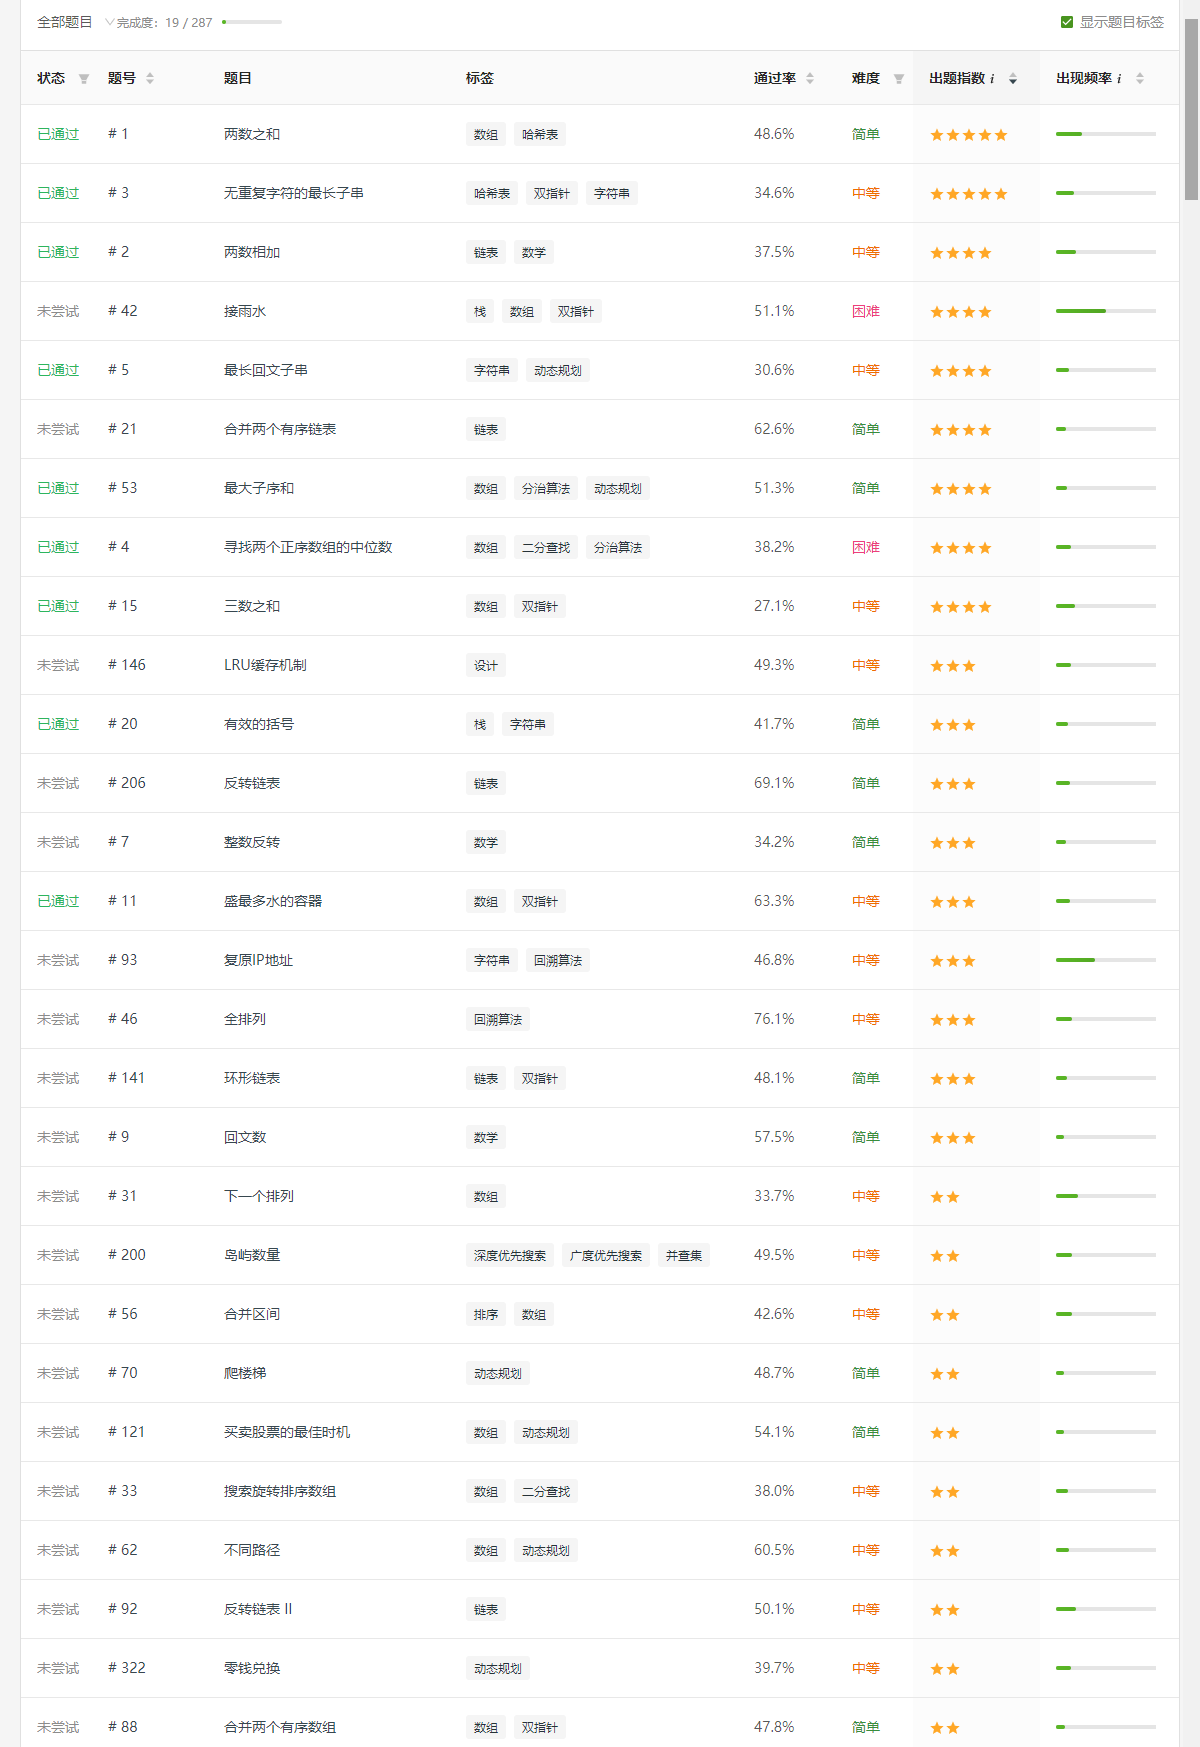 全部题目 完成度: 19 / 287 显示题目标签
状态 题号 题目 标签 通过率 难度 出题指数 i 出现频率 i
已通过 # 1 两数之和 数组 哈希表 48.6% 简单
已通过 # 3 无重复字符的最长子串 哈希表 双指针 字符串 34.6% 中等
已通过 # 2 两数相加 链表 数学 37.5% 中等
未尝试 # 42 接雨水 栈 数组 双指针 51.1% 困难
已通过 # 5 最长回文子串 字符串 动态规划 30.6% 中等
未尝试 # 21 合并两个有序链表 链表 62.6% 简单
已通过 # 53 最大子序和 数组 分治算法 动态规划 51.3% 简单
已通过 # 4 寻找两个正序数组的中位数 数组 二分查找 分治算法 38.2% 困难
已通过 # 15 三数之和 数组 双指针 27.1% 中等
未尝试 # 146 LRU缓存机制 设计 49.3% 中等
已通过 # 20 有效的括号 栈 字符串 41.7% 简单
未尝试 # 206 反转链表 链表 69.1% 简单
未尝试 # 7 整数反转 数学 34.2% 简单
已通过 # 11 盛最多水的容器 数组 双指针 63.3% 中等
未尝试 # 93 复原IP地址 字符串 回溯算法 46.8% 中等
未尝试 # 46 全排列 回溯算法 76.1% 中等
未尝试 # 141 环形链表 链表 双指针 48.1% 简单
未尝试 # 9 回文数 数学 57.5% 简单
未尝试 # 31 下一个排列 数组 33.7% 中等
未尝试 # 200 岛屿数量 深度优先搜索 广度优先搜索 并查集 49.5% 中等
未尝试 # 56 合并区间 排序 数组 42.6% 中等
未尝试 # 70 爬楼梯 动态规划 48.7% 简单
未尝试 # 121 买卖股票的最佳时机 数组 动态规划 54.1% 简单
未尝试 # 33 搜索旋转排序数组 数组 二分查找 38.0% 中等
未尝试 # 62 不同路径 数组 动态规划 60.5% 中等
未尝试 # 92 反转链表 II 链表 50.1% 中等
未尝试 # 322 零钱兑换 动态规划 39.7% 中等
未尝试 # 88 合并两个有序数组 数组 双指针 47.8% 简单